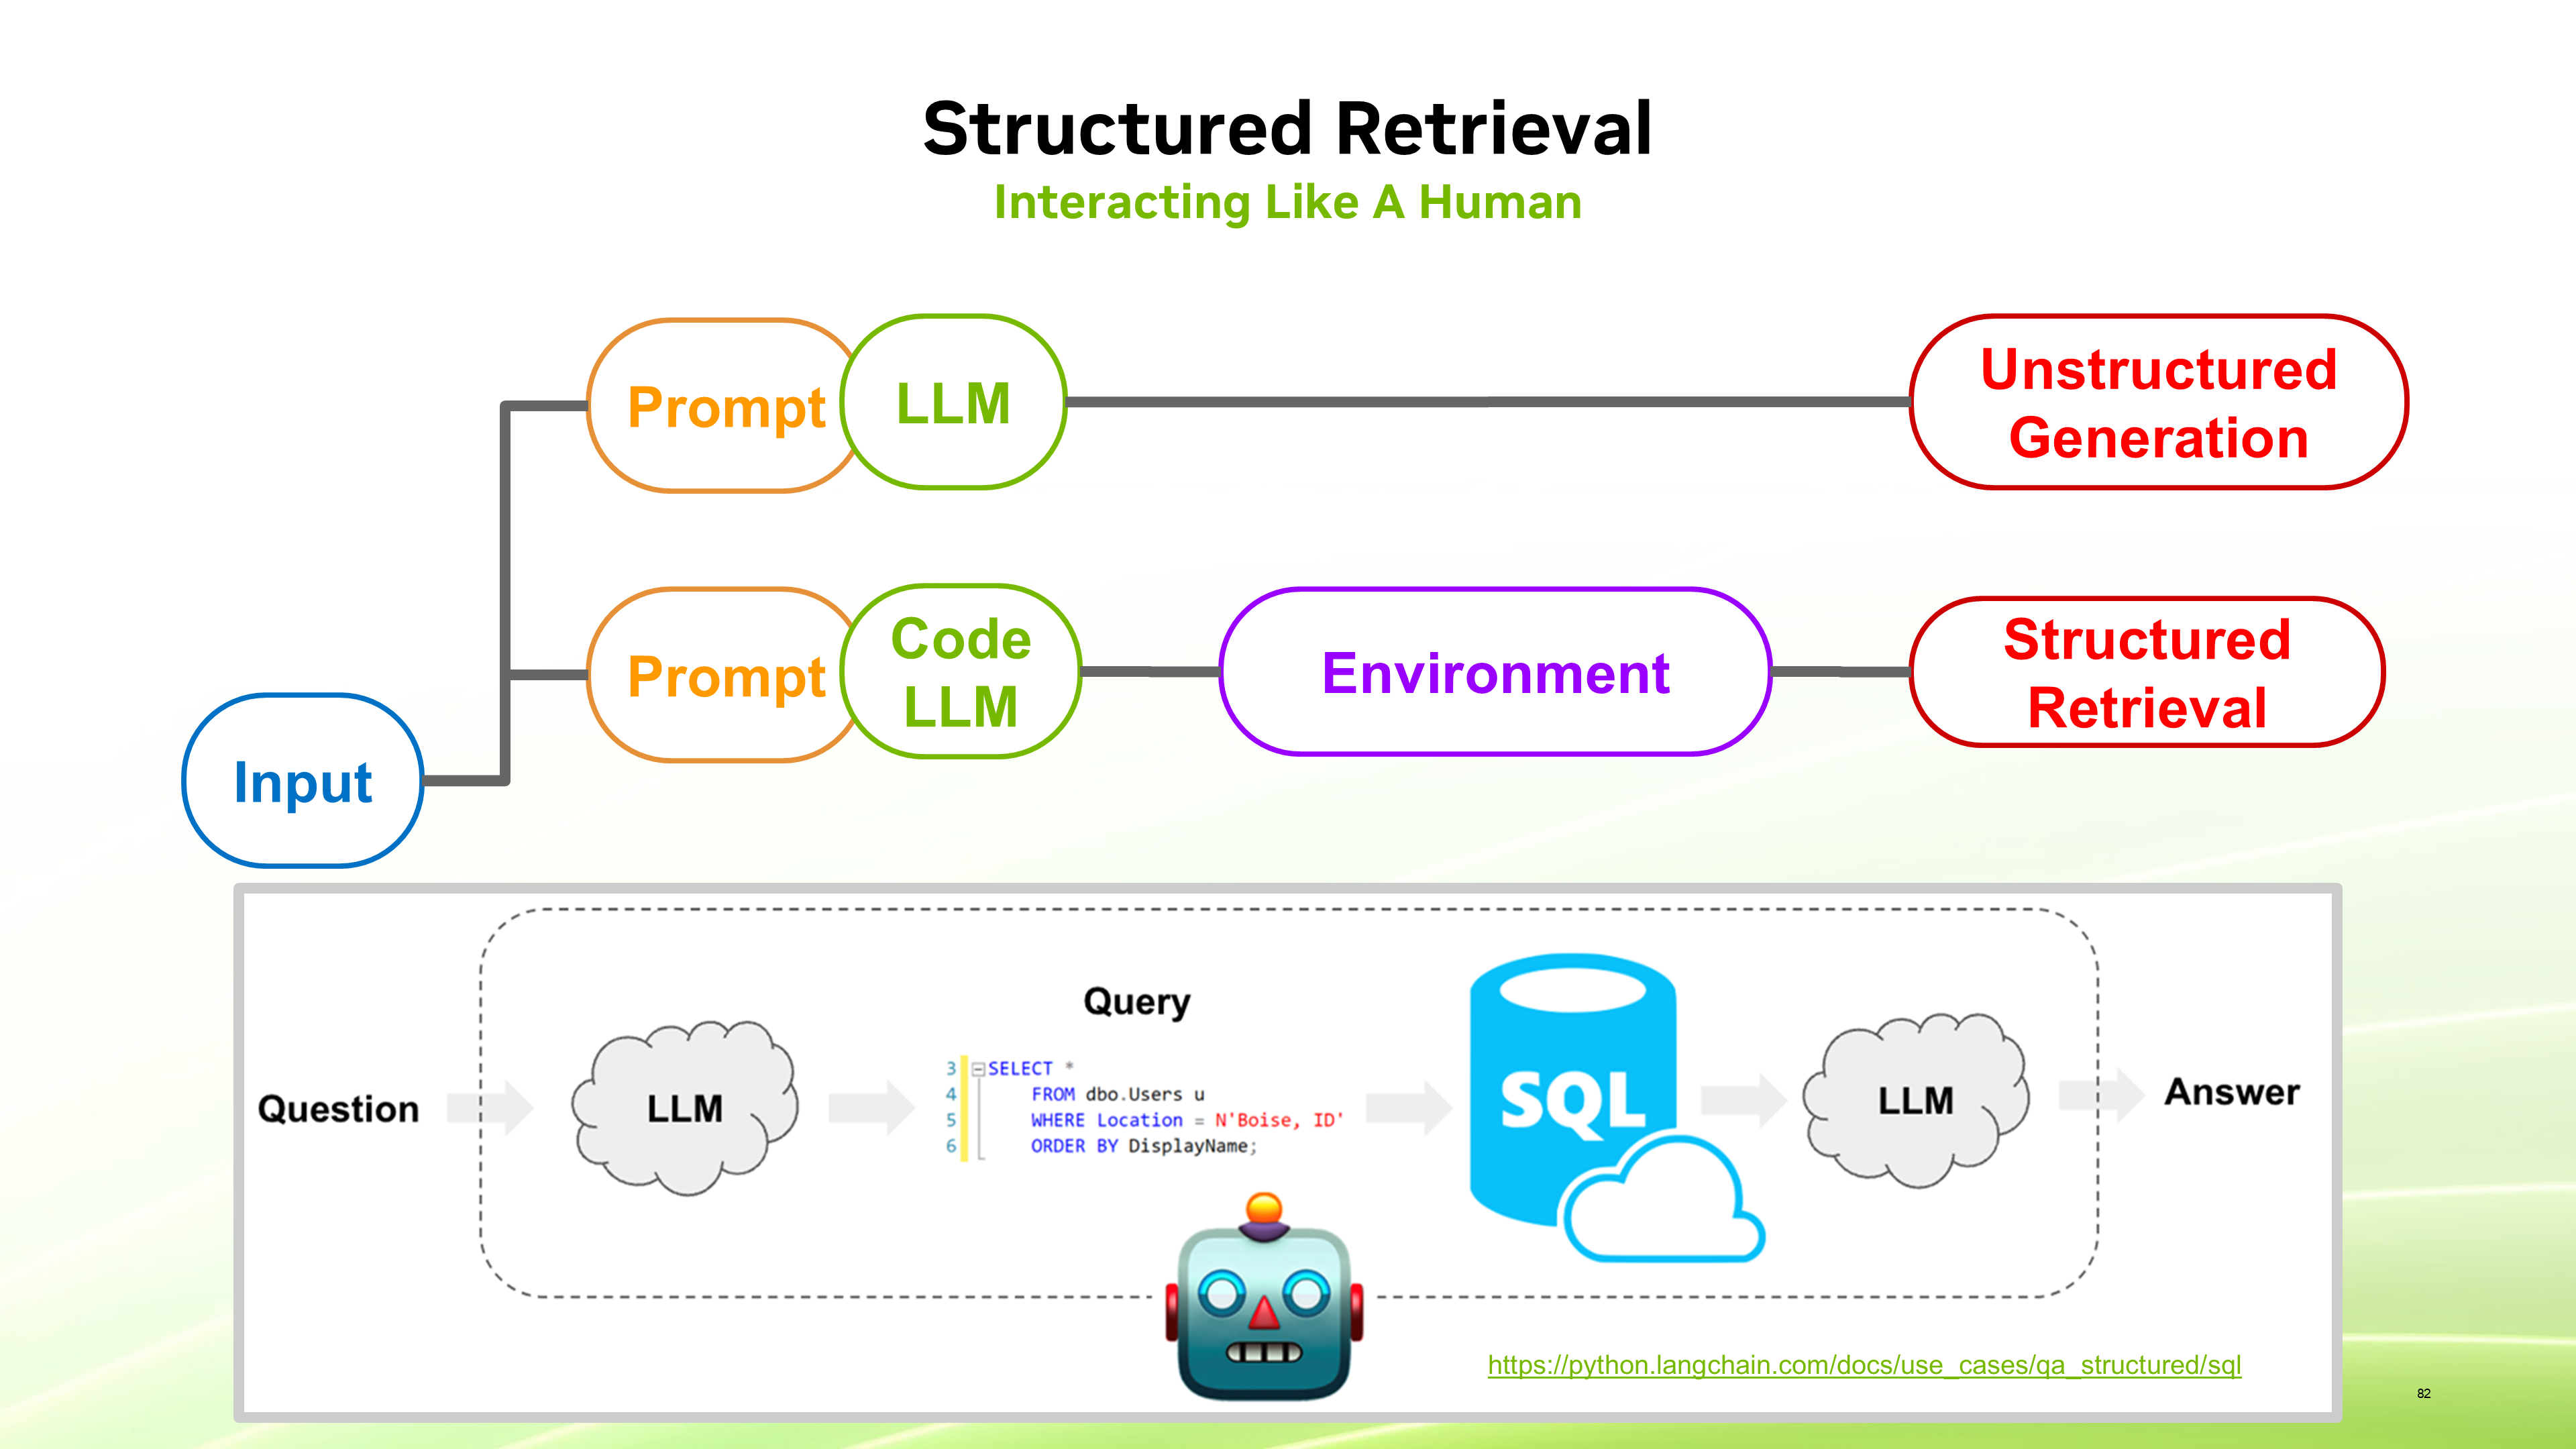 Structured Retrieval
Interacting Like A Human
Prompt
LLM
Unstructured
Generation
Prompt
Code
LLM
Environment
Structured
Retrieval
Input
Question
LLM
Query
3 SELECT *
4 FROM dbo.Users u
5 WHERE Location = N'Boise, ID'
6 ORDER BY DisplayName;
SQL
LLM
Answer
https://python.langchain.com/docs/use_cases/qa_structured/sql
82